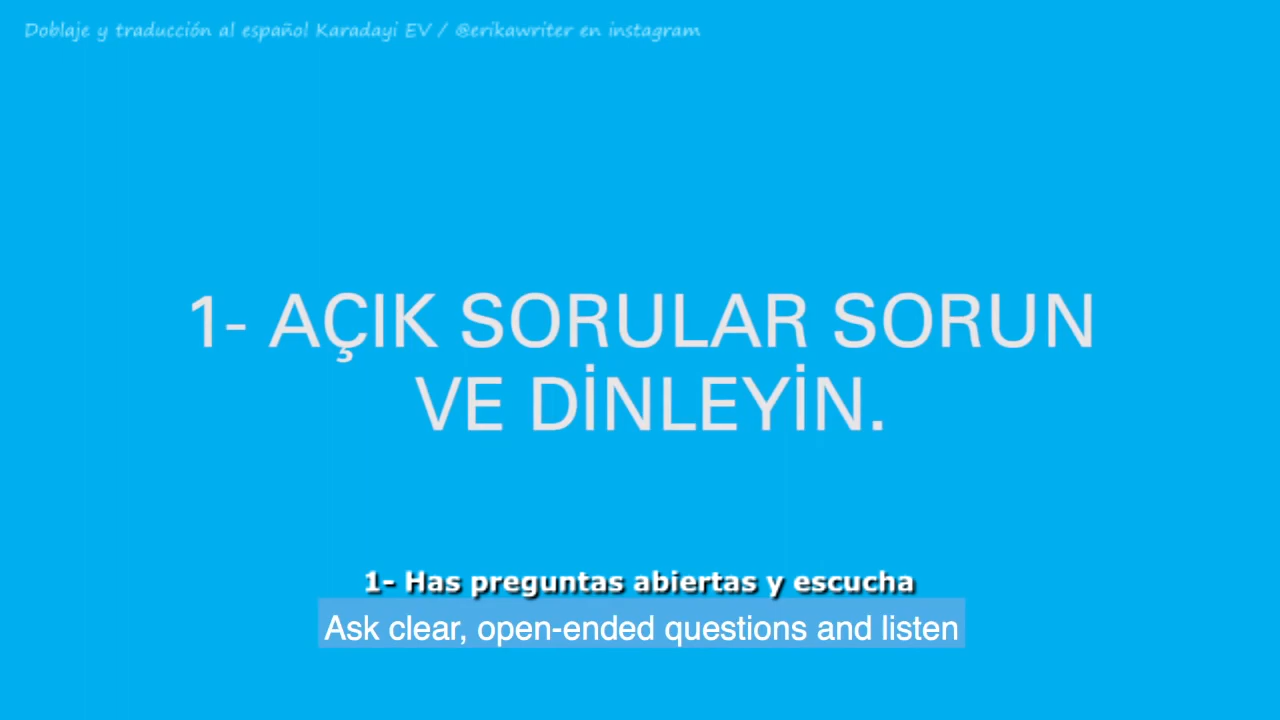 Doblaje y traducción al español Karadayi EV / @erikawriter en instagram
1- AÇIK SORULAR SORUN
VE DİNLEYİN.
1- Has preguntas abiertas y escucha
Ask clear, open-ended questions and listen